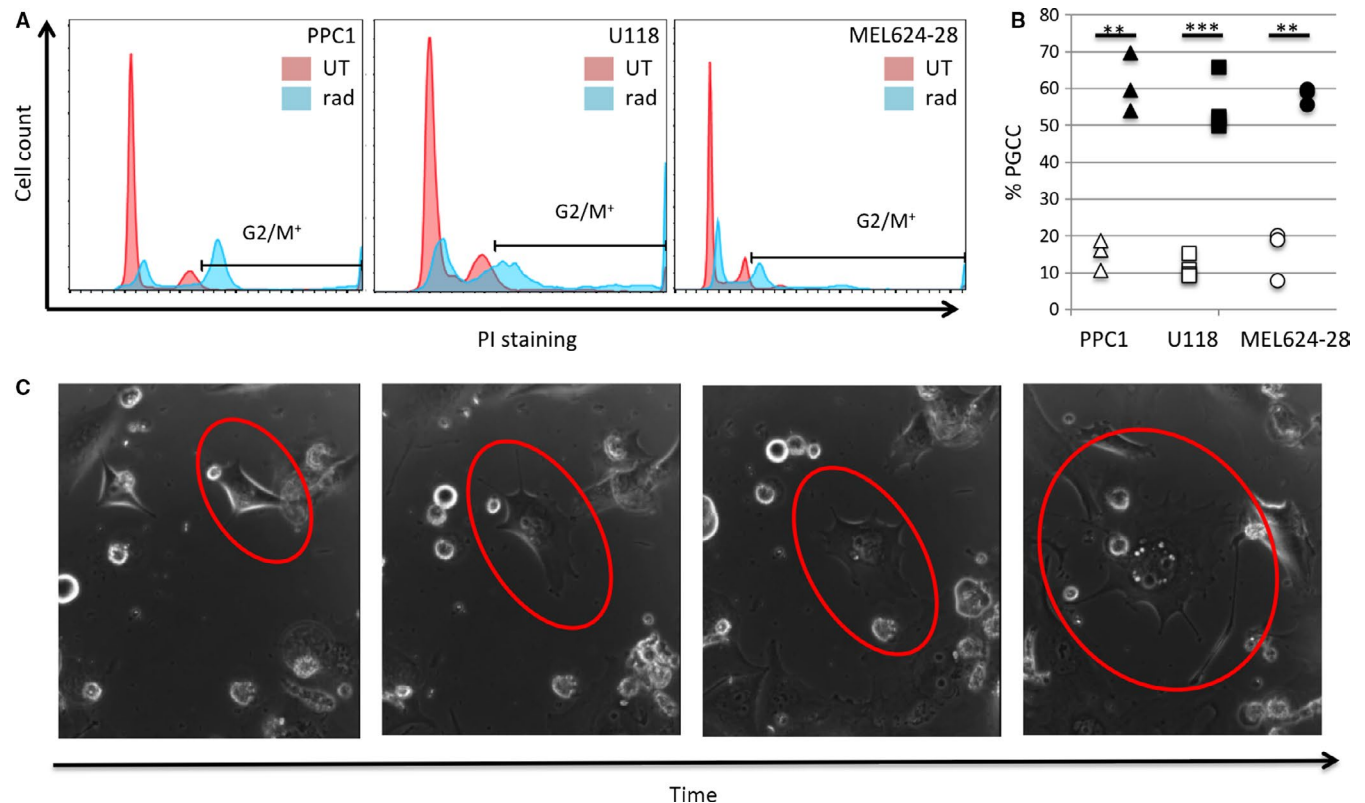 A
PPC1
UT
rad
G2/M⁺
U118
UT
rad
G2/M⁺
MEL624-28
UT
rad
G2/M⁺
Cell count
PI staining
B
80
70
60
50
40
30
20
10
0
% PGCC
** *** **
PPC1 U118 MEL624-28
C
Time